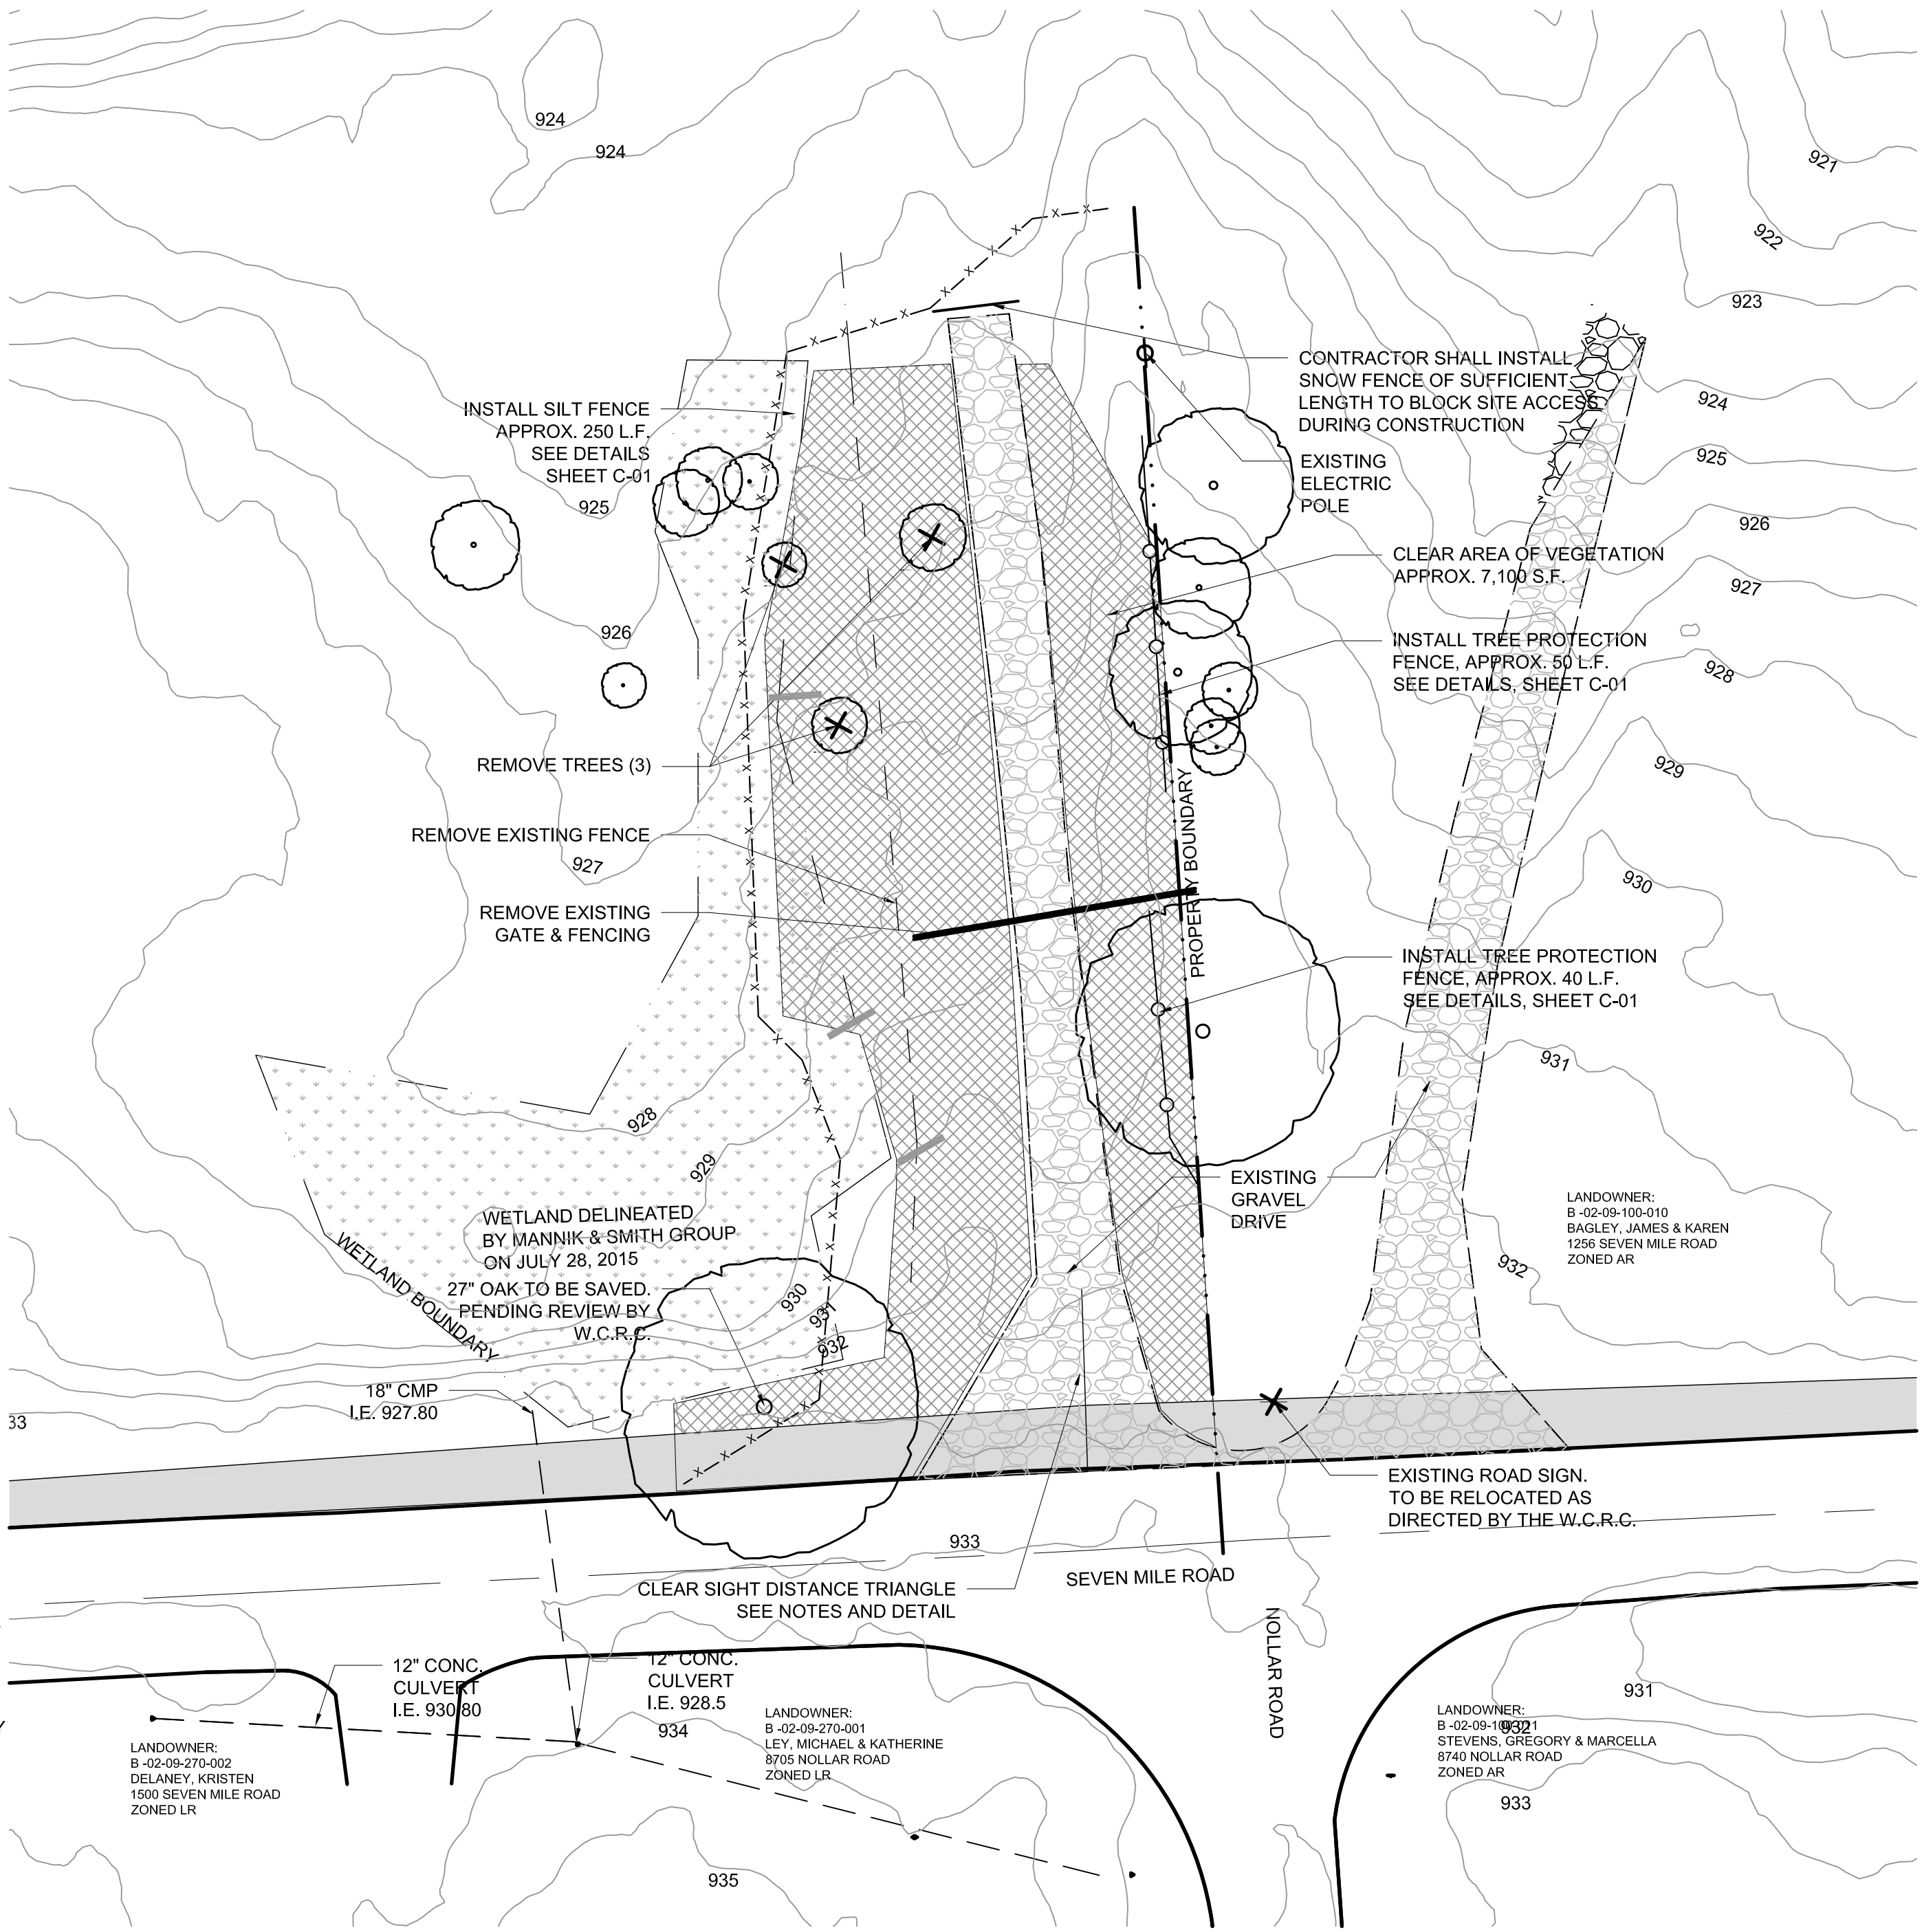 924
924
921
922
923
CONTRACTOR SHALL INSTALL
SNOW FENCE OF SUFFICIENT
LENGTH TO BLOCK SITE ACCESS
DURING CONSTRUCTION
924
INSTALL SILT FENCE
APPROX. 250 L.F.
SEE DETAILS
SHEET C-01
925
EXISTING
ELECTRIC
POLE
925
926
CLEAR AREA OF VEGETATION
APPROX. 7,100 S.F.
927
926
INSTALL TREE PROTECTION
FENCE, APPROX. 50 L.F.
SEE DETAILS, SHEET C-01
928
REMOVE TREES (3)
929
PROPERTY BOUNDARY
REMOVE EXISTING FENCE
927
930
REMOVE EXISTING
GATE & FENCING
INSTALL TREE PROTECTION
FENCE, APPROX. 40 L.F.
SEE DETAILS, SHEET C-01
931
928
929
EXISTING
GRAVEL
DRIVE
LANDOWNER:
B -02-09-100-010
BAGLEY, JAMES & KAREN
1256 SEVEN MILE ROAD
ZONED AR
932
WETLAND DELINEATED
BY MANNIK & SMITH GROUP
ON JULY 28, 2015
WETLAND BOUNDARY
27" OAK TO BE SAVED.
PENDING REVIEW BY
W.C.R.C.
930
931
932
18" CMP
I.E. 927.80
33
EXISTING ROAD SIGN.
TO BE RELOCATED AS
DIRECTED BY THE W.C.R.C.
933
SEVEN MILE ROAD
CLEAR SIGHT DISTANCE TRIANGLE
SEE NOTES AND DETAIL
NOLLAR ROAD
12" CONC.
CULVERT
I.E. 930.80
12" CONC.
CULVERT
I.E. 928.5
934
LANDOWNER:
B -02-09-270-001
LEY, MICHAEL & KATHERINE
8705 NOLLAR ROAD
ZONED LR
931
LANDOWNER:
B -02-09-100-011
932
STEVENS, GREGORY & MARCELLA
8740 NOLLAR ROAD
ZONED AR
933
LANDOWNER:
B -02-09-270-002
DELANEY, KRISTEN
1500 SEVEN MILE ROAD
ZONED LR
935